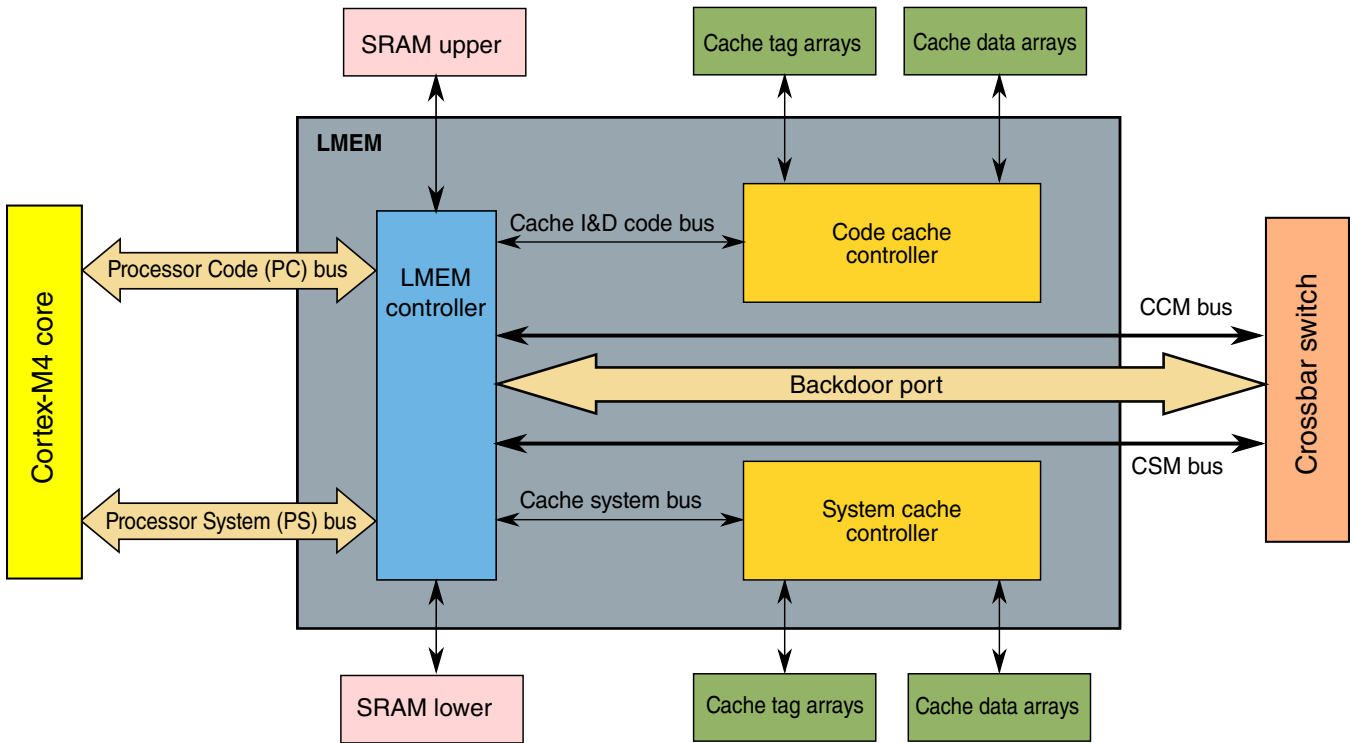 SRAM upper
Cache tag arrays
Cache data arrays
LMEM
Cortex-M4 core
Processor Code (PC) bus
LMEM
controller
Cache I&D code bus
Code cache
controller
CCM bus
Crossbar switch
Backdoor port
CSM bus
Processor System (PS) bus
Cache system bus
System cache
controller
SRAM lower
Cache tag arrays
Cache data arrays